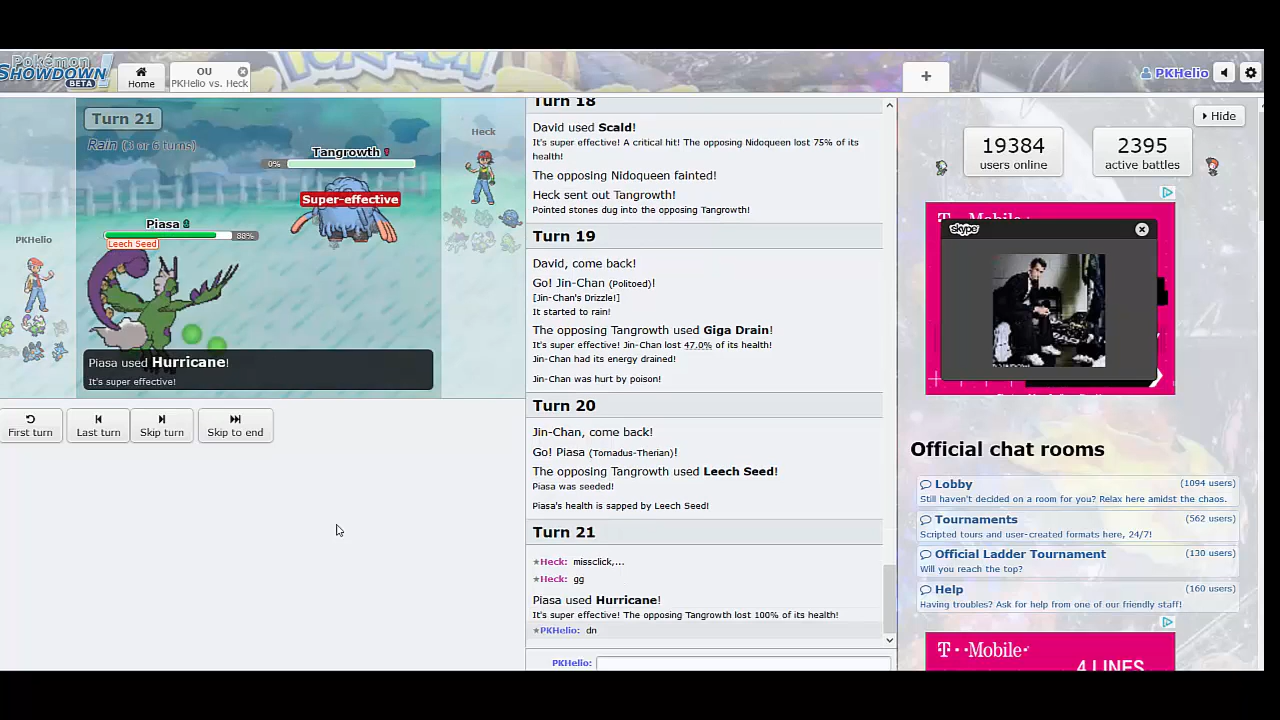 Pokémon
SHOWDOWN!
BETA
Home
OU
PKHelio vs. Heck
+
PKHelio
Turn 21
Rain (3 or 6 turns)
Tangrowth
0%
Super-effective
Piasa
88%
Leech Seed
PKHelio
Heck
Piasa used Hurricane!
It's super effective!
First turn
Last turn
Skip turn
Skip to end
Turn 18
David used Scald!
It's super effective! A critical hit! The opposing Nidoqueen lost 75% of its
health!
The opposing Nidoqueen fainted!
Heck sent out Tangrowth!
Pointed stones dug into the opposing Tangrowth!
Turn 19
David, come back!
Go! Jin-Chan (Politoed)!
[Jin-Chan's Drizzle!]
It started to rain!
The opposing Tangrowth used Giga Drain!
It's super effective! Jin-Chan lost 47.0% of its health!
Jin-Chan had its energy drained!
Jin-Chan was hurt by poison!
Turn 20
Jin-Chan, come back!
Go! Piasa (Tornadus-Therian)!
The opposing Tangrowth used Leech Seed!
Piasa was seeded!
Piasa's health is sapped by Leech Seed!
Turn 21
★Heck: missclick,...
★Heck: gg
Piasa used Hurricane!
It's super effective! The opposing Tangrowth lost 100% of its health!
★PKHelio: dn
PKHelio:
Hide
19384
users online
2395
active battles
skype
Official chat rooms
Lobby (1094 users)
Still haven't decided on a room for you? Relax here amidst the chaos.
Tournaments (562 users)
Scripted tours and user-created formats here, 24/7!
Official Ladder Tournament (130 users)
Will you reach the top?
Help (160 users)
Having troubles? Ask for help from one of our friendly staff!
T··Mobile·
4 LINES